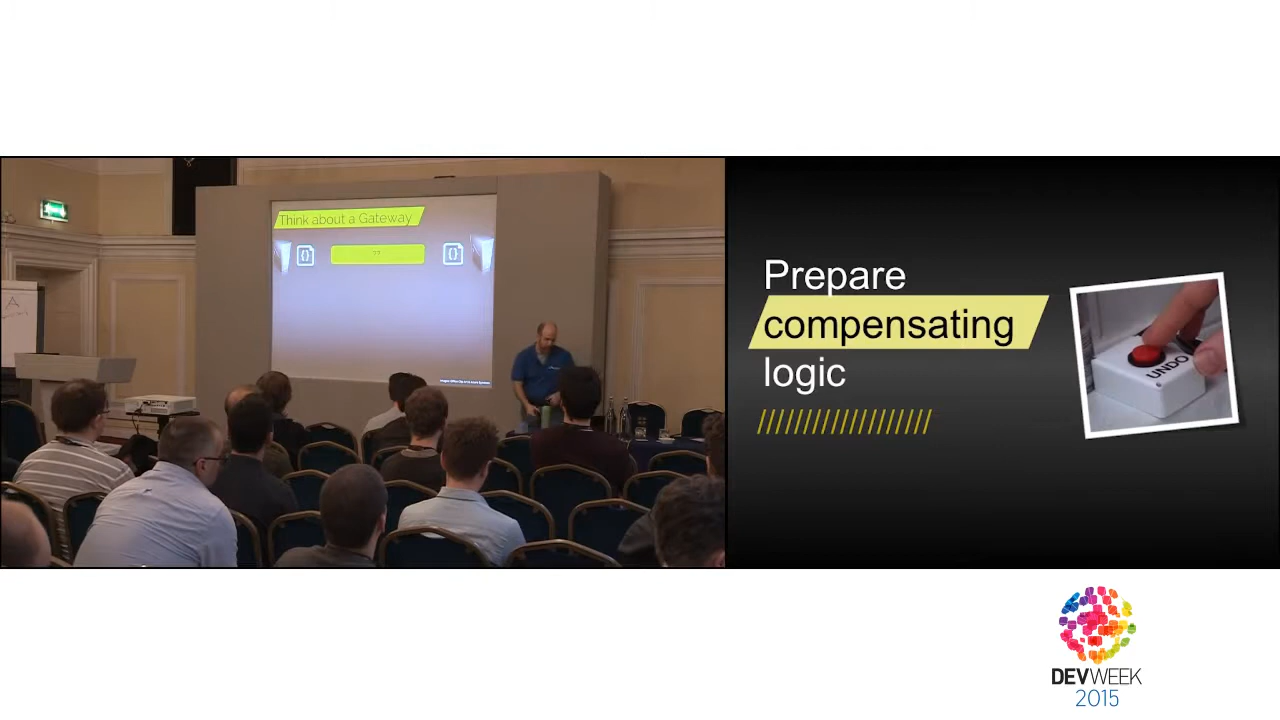 Think about a Gateway
??
A
Prepare
compensating
logic
UNDO
DEVWEEK
2015